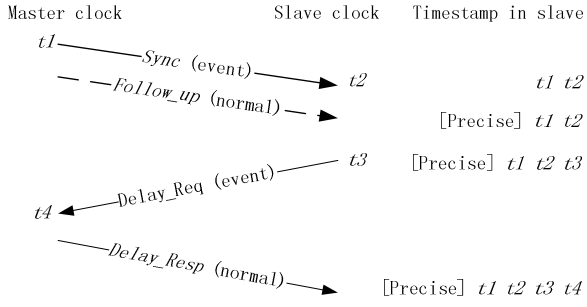 Master clock Slave clock Timestamp in slave
t1
Sync (event)
t2 t1 t2
Follow_up (normal)
[Precise] t1 t2
t3 [Precise] t1 t2 t3
Delay_Req (event)
t4
Delay_Resp (normal)
[Precise] t1 t2 t3 t4